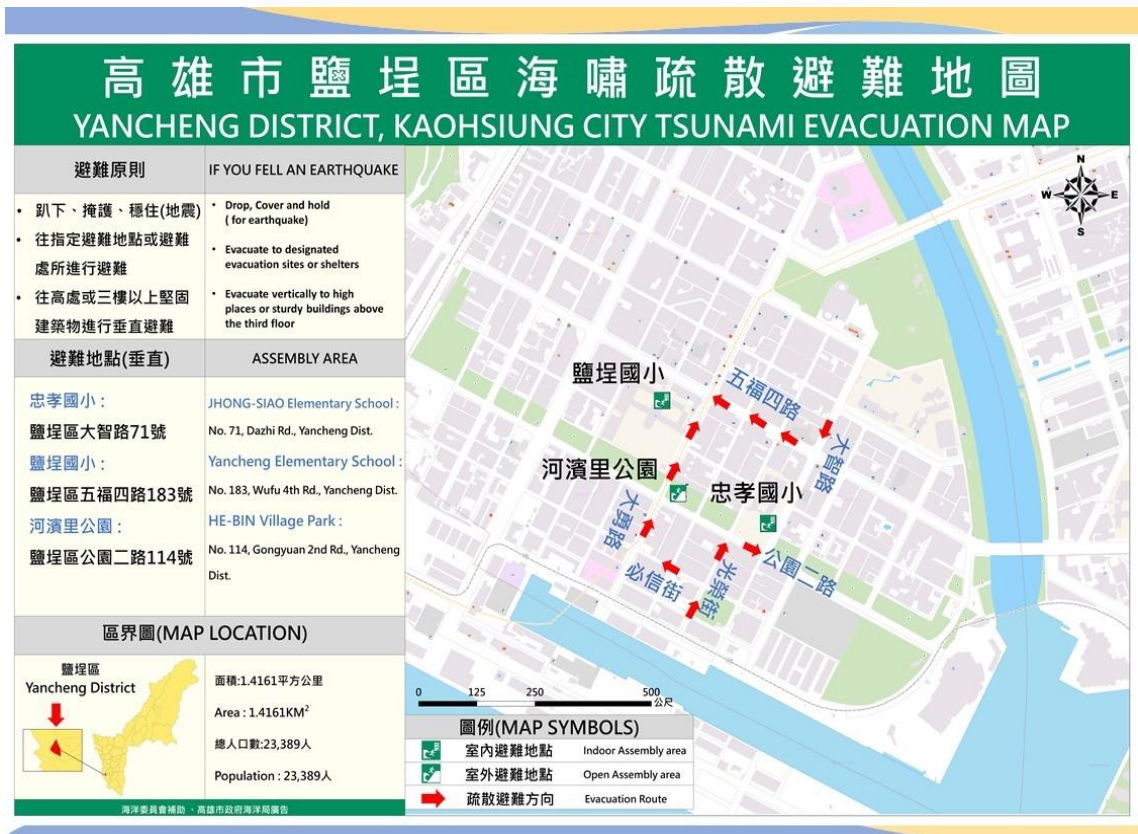 高雄市鹽埕區海嘯疏散避難地圖
YANCHENG DISTRICT, KAOHSIUNG CITY TSUNAMI EVACUATION MAP
避難原則
IF YOU FELL AN EARTHQUAKE
• 趴下、掩護、穩住(地震)
• 往指定避難地點或避難
處所進行避難
• 往高處或三樓以上堅固
建築物進行垂直避難
• Drop, Cover and hold
( for earthquake)
• Evacuate to designated
evacuation sites or shelters
• Evacuate vertically to high
places or sturdy buildings above
the third floor
避難地點(垂直)
ASSEMBLY AREA
忠孝國小：
鹽埕區大智路71號
鹽埕國小：
鹽埕區五福四路183號
河濱里公園：
鹽埕區公園二路114號
JHONG-SIAO Elementary School :
No. 71, Dazhi Rd., Yancheng Dist.
Yancheng Elementary School :
No. 183, Wufu 4th Rd., Yancheng Dist.
HE-BIN Village Park :
No. 114, Gongyuan 2nd Rd., Yancheng
Dist.
區界圖(MAP LOCATION)
鹽埕區
Yancheng District
面積:1.4161平方公里
Area : 1.4161KM²
總人口數:23,389人
Population : 23,389人
海洋委員會補助、高雄市政府海洋局廣告
N
W
E
S
鹽埕國小
五福四路
大智路
河濱里公園
忠孝國小
大勇路
必信街
光榮街
公園二路
0 125 250 500
公尺
圖例(MAP SYMBOLS)
室內避難地點 Indoor Assembly area
室外避難地點 Open Assembly area
疏散避難方向 Evacuation Route